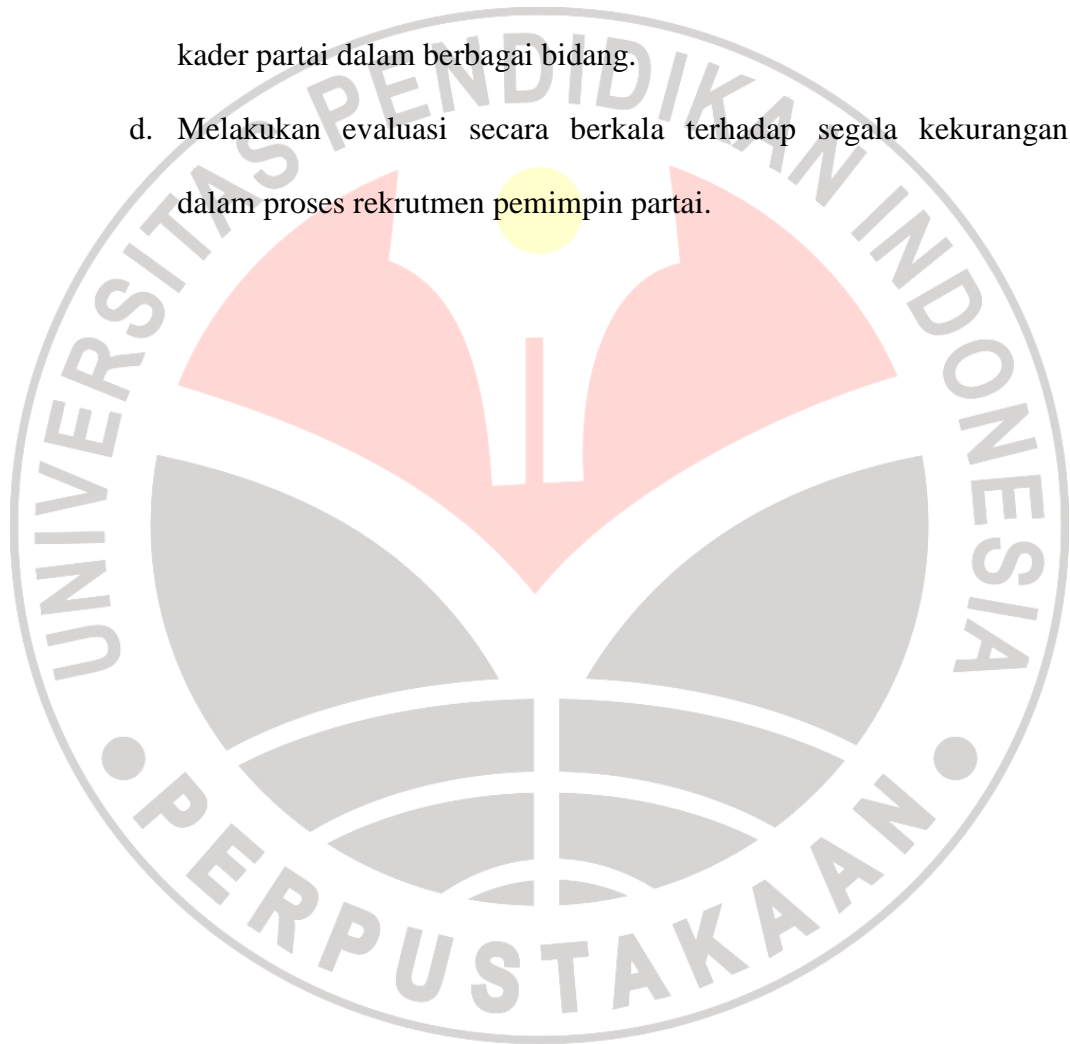 kader partai dalam berbagai bidang.
d. Melakukan evaluasi secara berkala terhadap segala kekurangan
dalam proses rekrutmen pemimpin partai.
UNIVERSITAS PENDIDIKAN INDONESIA
PERPUSTAKAAN